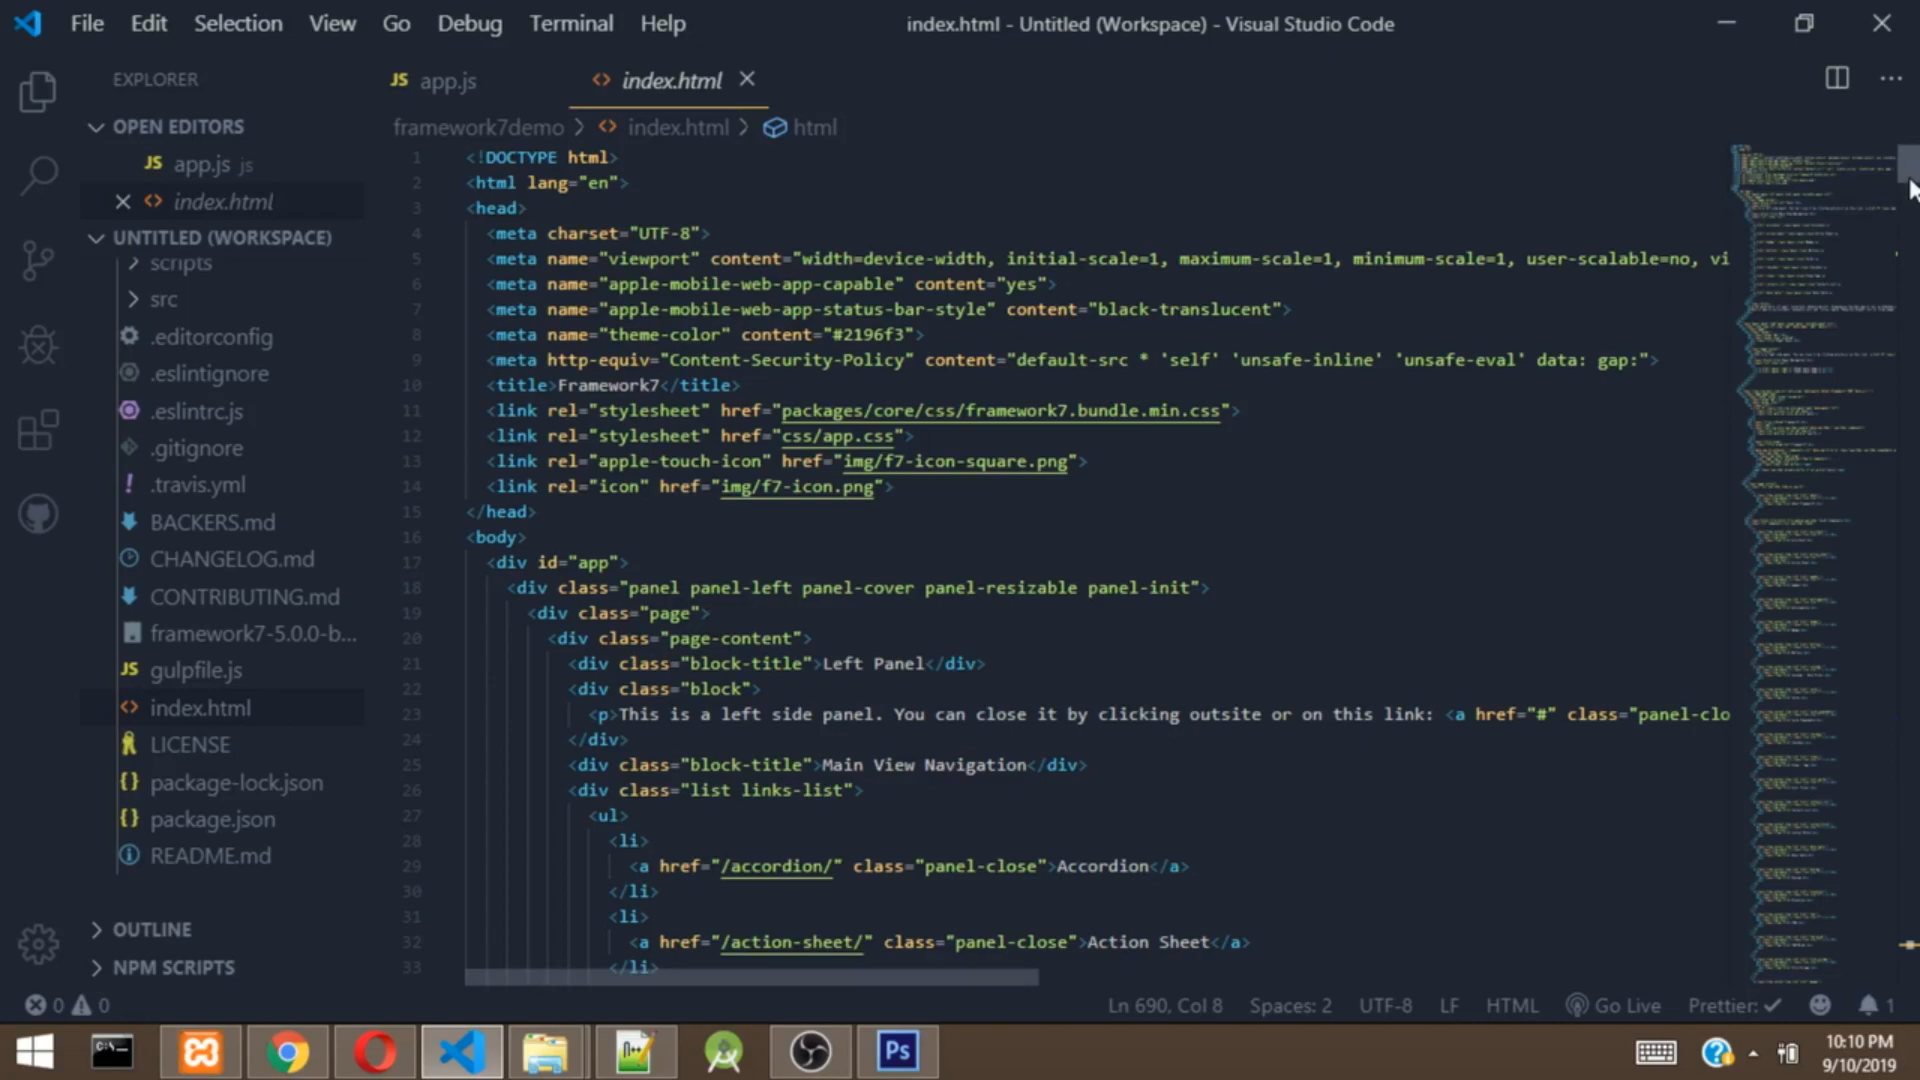 File Edit Selection View Go Debug Terminal Help
index.html - Untitled (Workspace) - Visual Studio Code
EXPLORER
OPEN EDITORS
JS app.js js
<> index.html
UNTITLED (WORKSPACE)
scripts
src
.editorconfig
.eslintignore
.eslintrc.js
.gitignore
! .travis.yml
BACKERS.md
CHANGELOG.md
CONTRIBUTING.md
framework7-5.0.0-b...
JS gulpfile.js
<> index.html
LICENSE
{} package-lock.json
{} package.json
README.md
OUTLINE
NPM SCRIPTS
JS app.js
<> index.html
framework7demo > <> index.html > html
1 <!DOCTYPE html>
2 <html lang="en">
3 <head>
4 <meta charset="UTF-8">
5 <meta name="viewport" content="width=device-width, initial-scale=1, maximum-scale=1, minimum-scale=1, user-scalable=no, vi
6 <meta name="apple-mobile-web-app-capable" content="yes">
7 <meta name="apple-mobile-web-app-status-bar-style" content="black-translucent">
8 <meta name="theme-color" content="#2196f3">
9 <meta http-equiv="Content-Security-Policy" content="default-src * 'self' 'unsafe-inline' 'unsafe-eval' data: gap:">
10 <title>Framework7</title>
11 <link rel="stylesheet" href="packages/core/css/framework7.bundle.min.css">
12 <link rel="stylesheet" href="css/app.css">
13 <link rel="apple-touch-icon" href="img/f7-icon-square.png">
14 <link rel="icon" href="img/f7-icon.png">
15 </head>
16 <body>
17 <div id="app">
18 <div class="panel panel-left panel-cover panel-resizable panel-init">
19 <div class="page">
20 <div class="page-content">
21 <div class="block-title">Left Panel</div>
22 <div class="block">
23 <p>This is a left side panel. You can close it by clicking outsite or on this link: <a href="#" class="panel-clo
24 </div>
25 <div class="block-title">Main View Navigation</div>
26 <div class="list links-list">
27 <ul>
28 <li>
29 <a href="/accordion/" class="panel-close">Accordion</a>
30 </li>
31 <li>
32 <a href="/action-sheet/" class="panel-close">Action Sheet</a>
33 </li>
0 0
Ln 690, Col 8 Spaces: 2 UTF-8 LF HTML Go Live Prettier: ✓ 1
C:\
n++
Ps
10:10 PM
9/10/2019